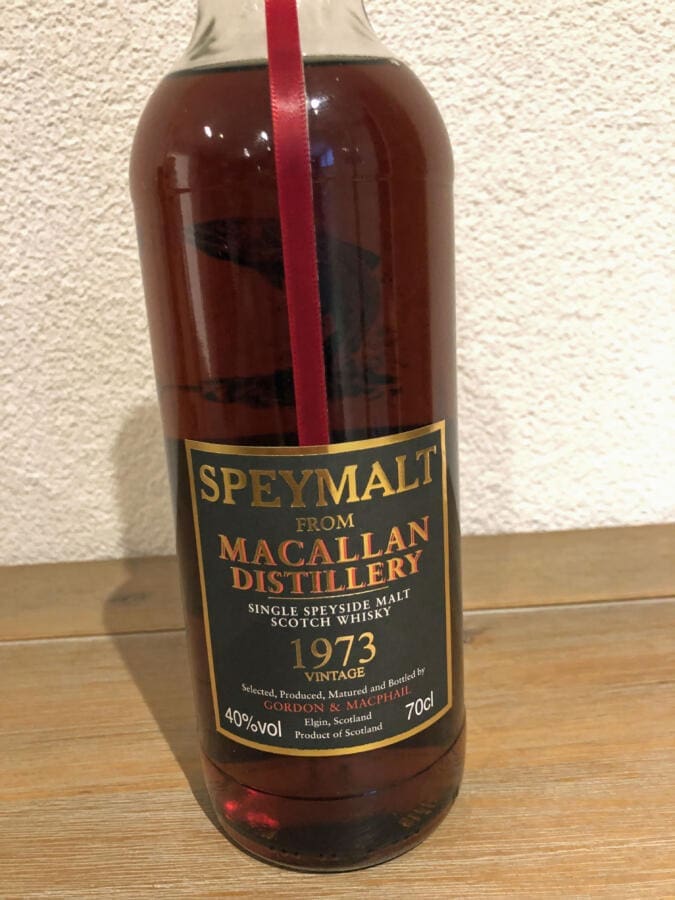 SPEYMALT
FROM
MACALLAN
DISTILLERY
SINGLE SPEYSIDE MALT
SCOTCH WHISKY
1973
VINTAGE
Selected, Produced, Matured and Bottled by
GORDON & MACPHAIL
Elgin, Scotland
Product of Scotland
40%vol
70cl